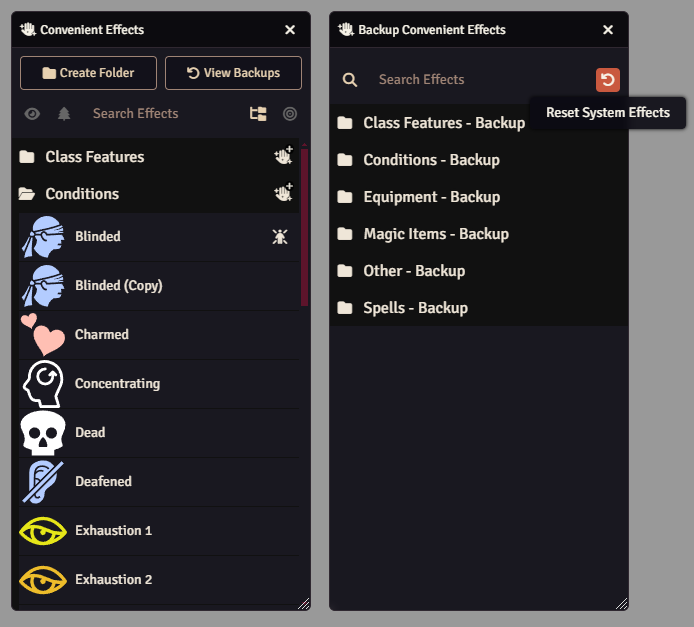 Convenient Effects
Create Folder
View Backups
Search Effects
Class Features
Conditions
Blinded
Blinded (Copy)
Charmed
Concentrating
Dead
Deafened
Exhaustion 1
Exhaustion 2
Backup Convenient Effects
Search Effects
Reset System Effects
Class Features - Backup
Conditions - Backup
Equipment - Backup
Magic Items - Backup
Other - Backup
Spells - Backup